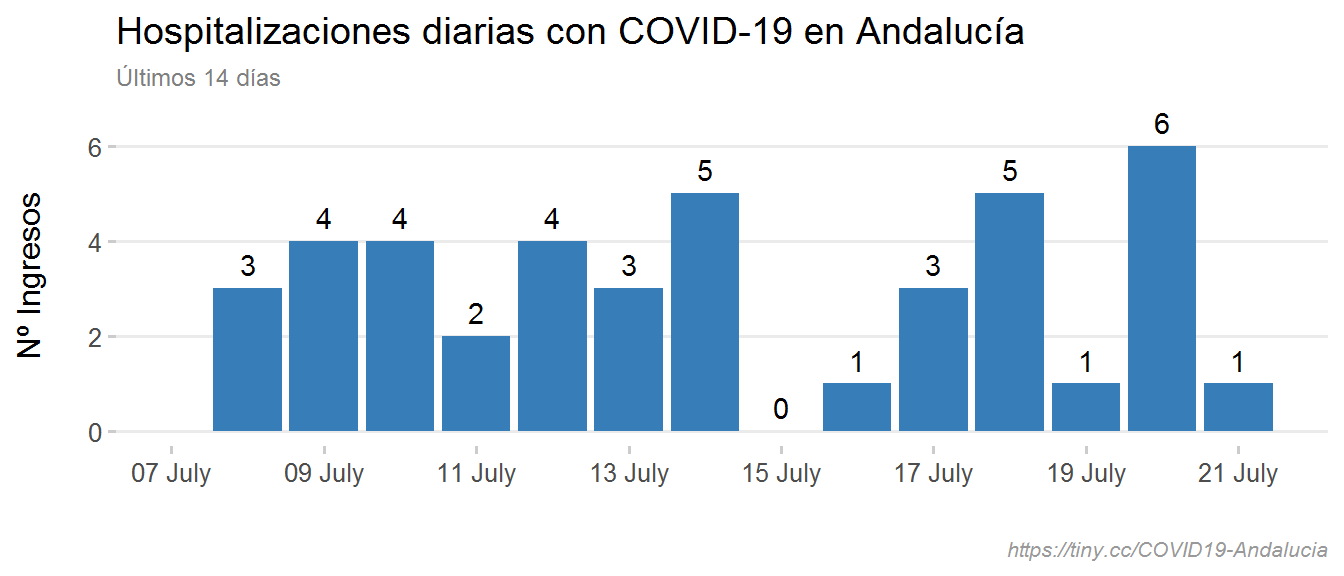 Hospitalizaciones diarias con COVID-19 en Andalucía
Últimos 14 días
Nº Ingresos
6
4
2
0
3
4
4
2
4
3
5
0
1
3
5
1
6
1
07 July
09 July
11 July
13 July
15 July
17 July
19 July
21 July
https://tiny.cc/COVID19-Andalucia